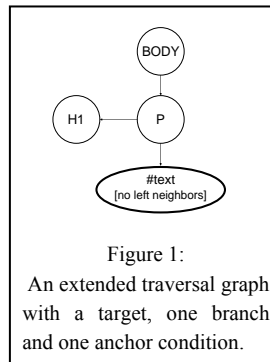 BODY
H1
P
#text
[no left neighbors]
Figure 1:
An extended traversal graph
with a target, one branch
and one anchor condition.